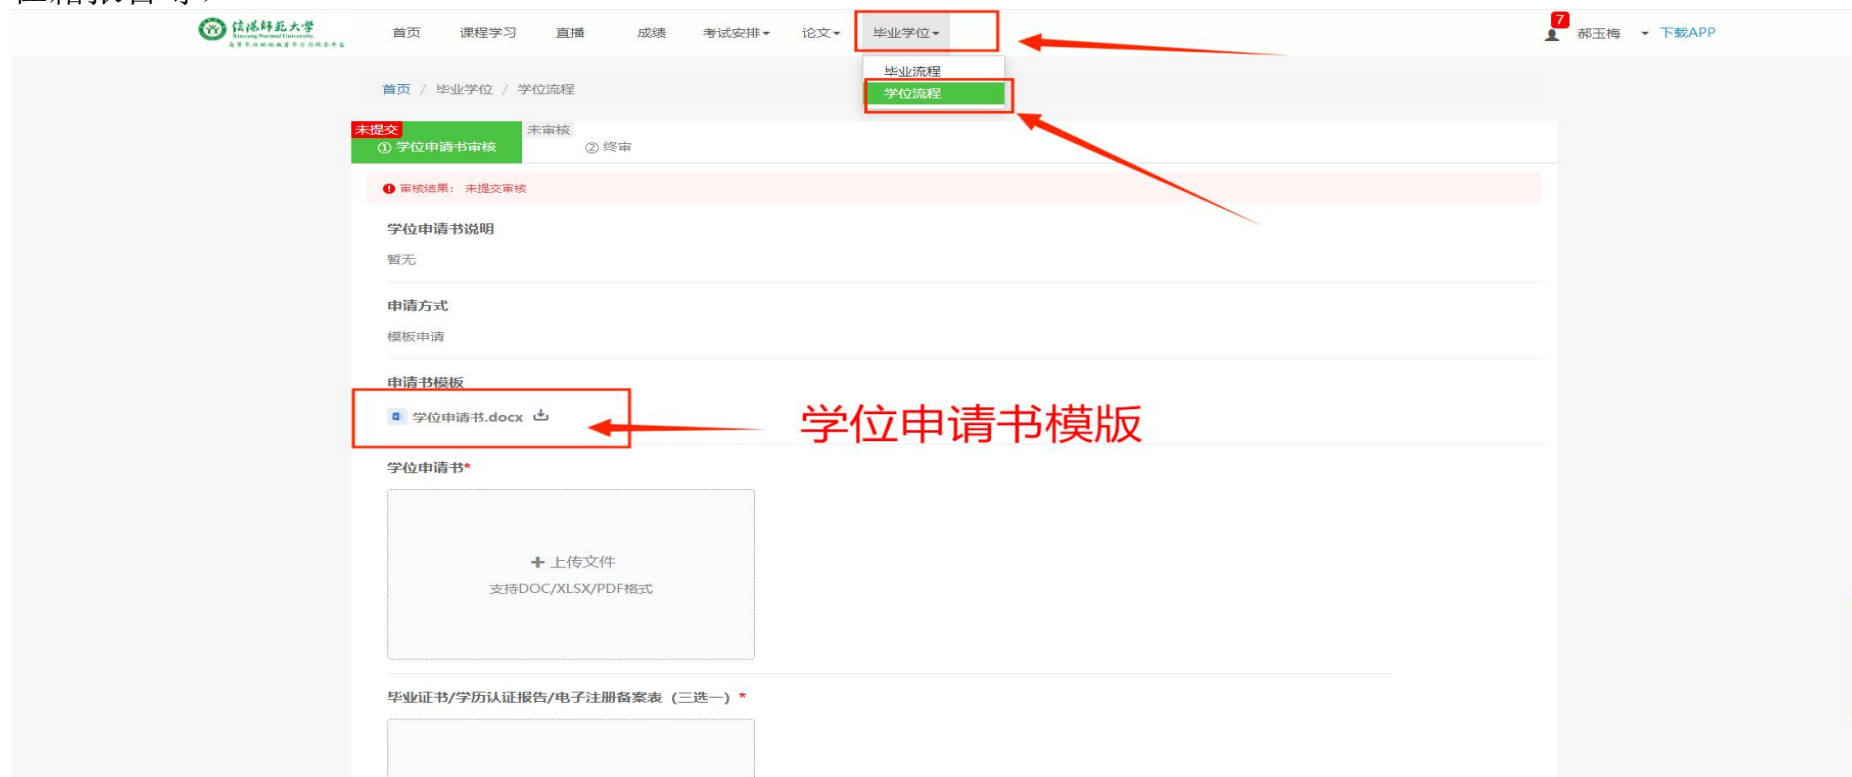 信阳师范大学
Xinyang Normal University
首页 课程学习 直播 成绩 考试安排 论文 毕业学位 7 郝玉梅 下载APP
毕业流程
学位流程
首页 / 毕业学位 / 学位流程
未提交 未审核
① 学位申请书审核 ② 终审
审核结果: 未提交审核
学位申请书说明
暂无
申请方式
模板申请
申请书模板
学位申请书.docx
学位申请书模版
学位申请书*
+ 上传文件
支持DOC/XLSX/PDF格式
毕业证书/学历认证报告/电子注册备案表 (三选一) *